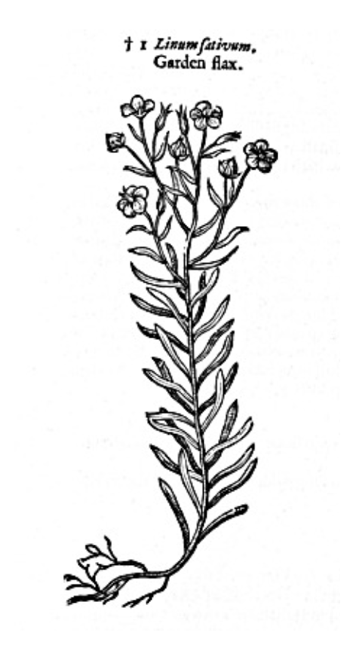 † 1 Linum ſativum.
Garden flax.